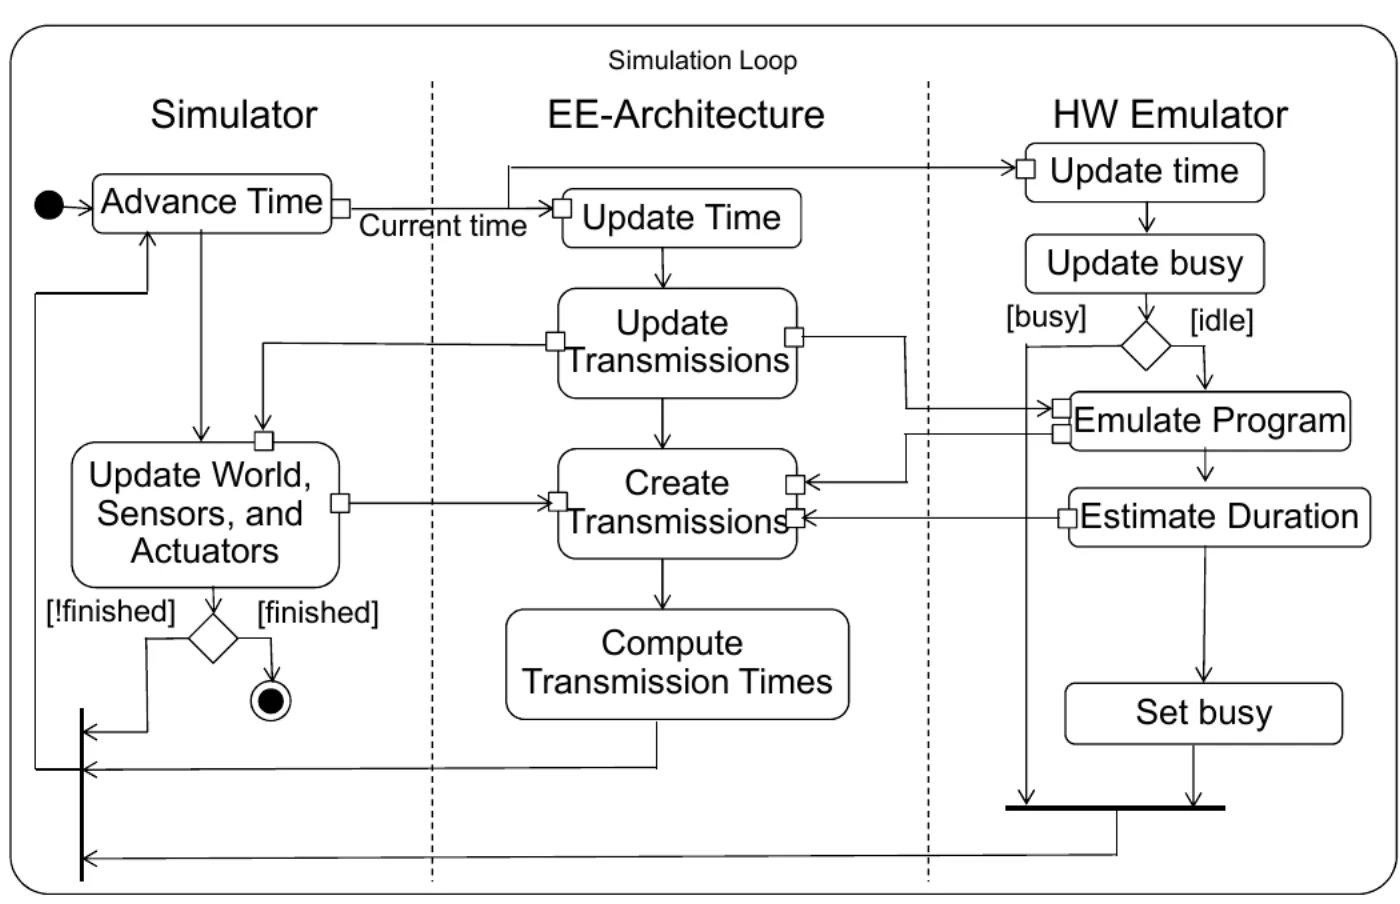 Simulation Loop
Simulator
EE-Architecture
HW Emulator
Advance Time
Current time
Update Time
Update time
Update busy
[busy]
[idle]
Update
Transmissions
Emulate Program
Update World,
Sensors, and
Actuators
Create
Transmissions
Estimate Duration
[!finished]
[finished]
Compute
Transmission Times
Set busy